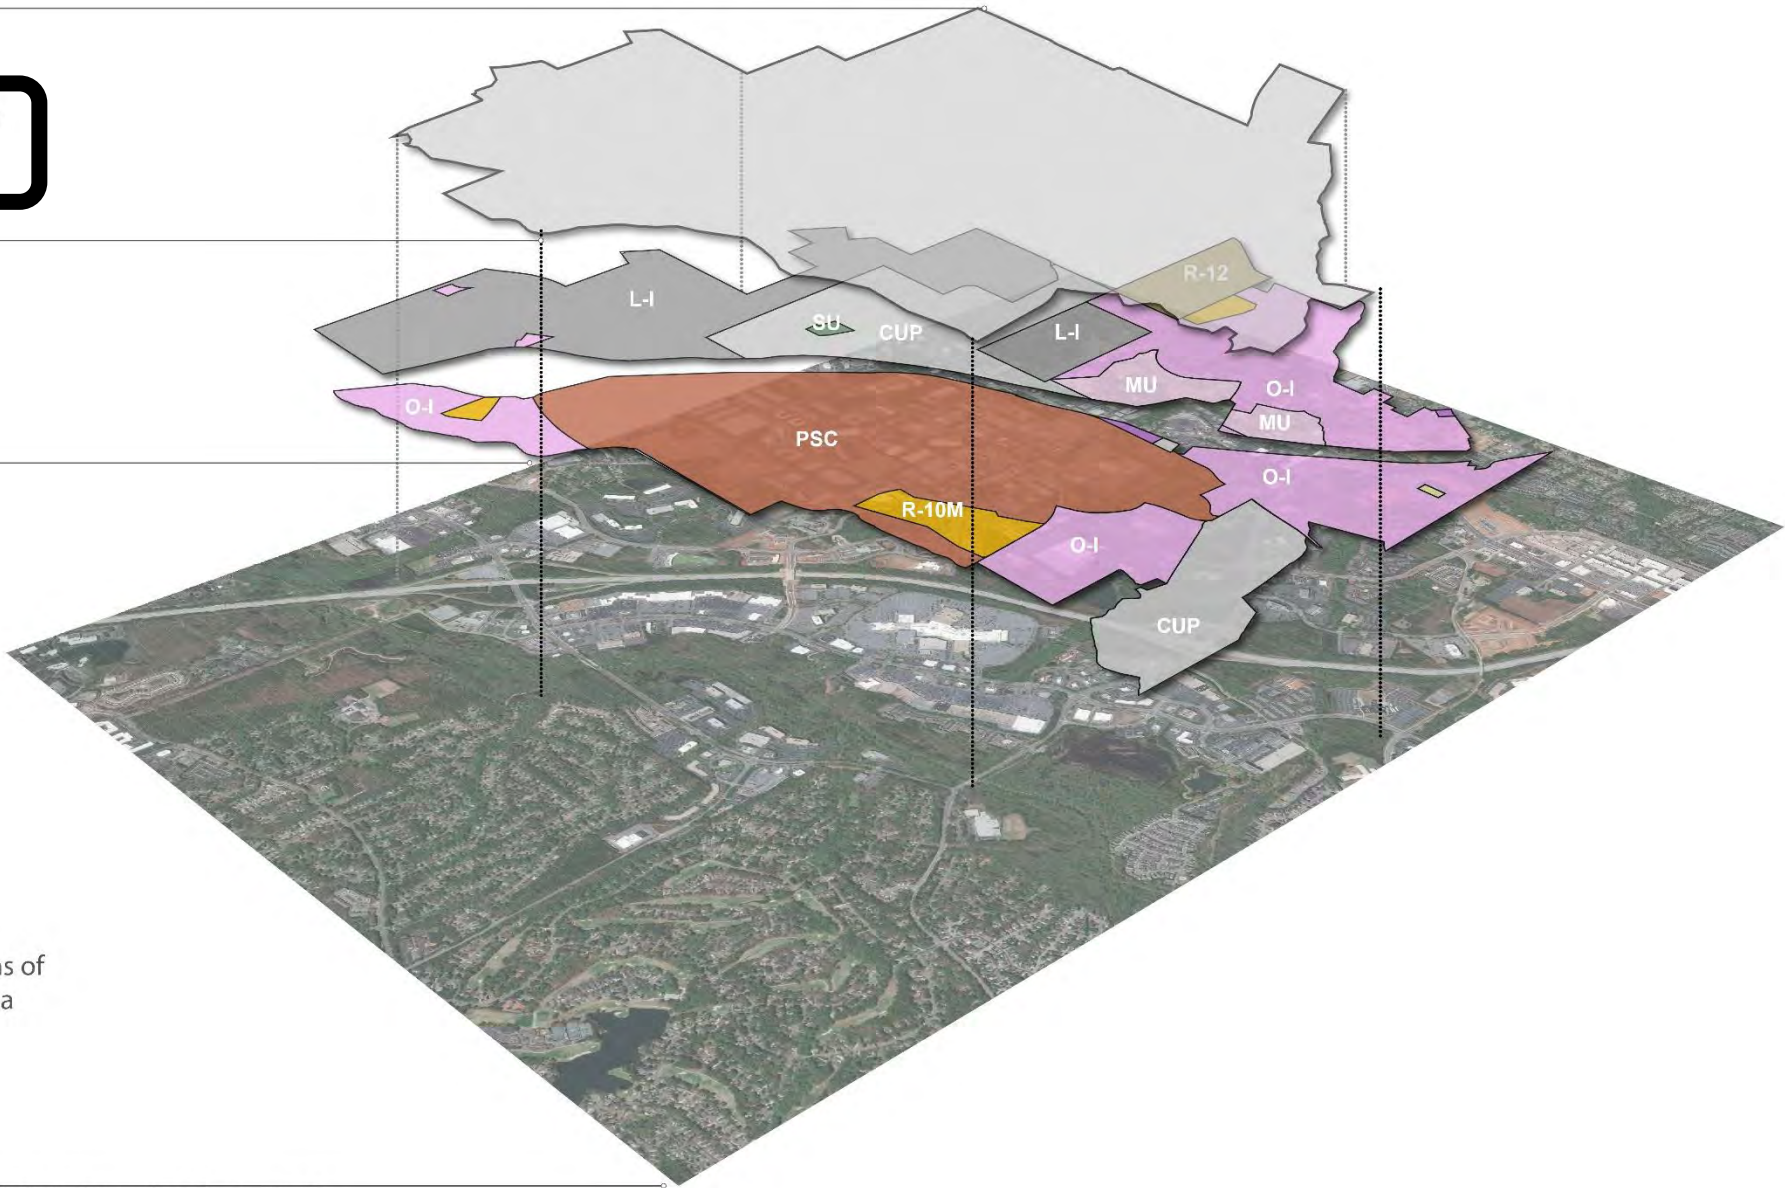 R-12
L-I
SU
CUP
L-I
MU
O-I
O-I
MU
PSC
O-I
R-10M
O-I
CUP
s of
a